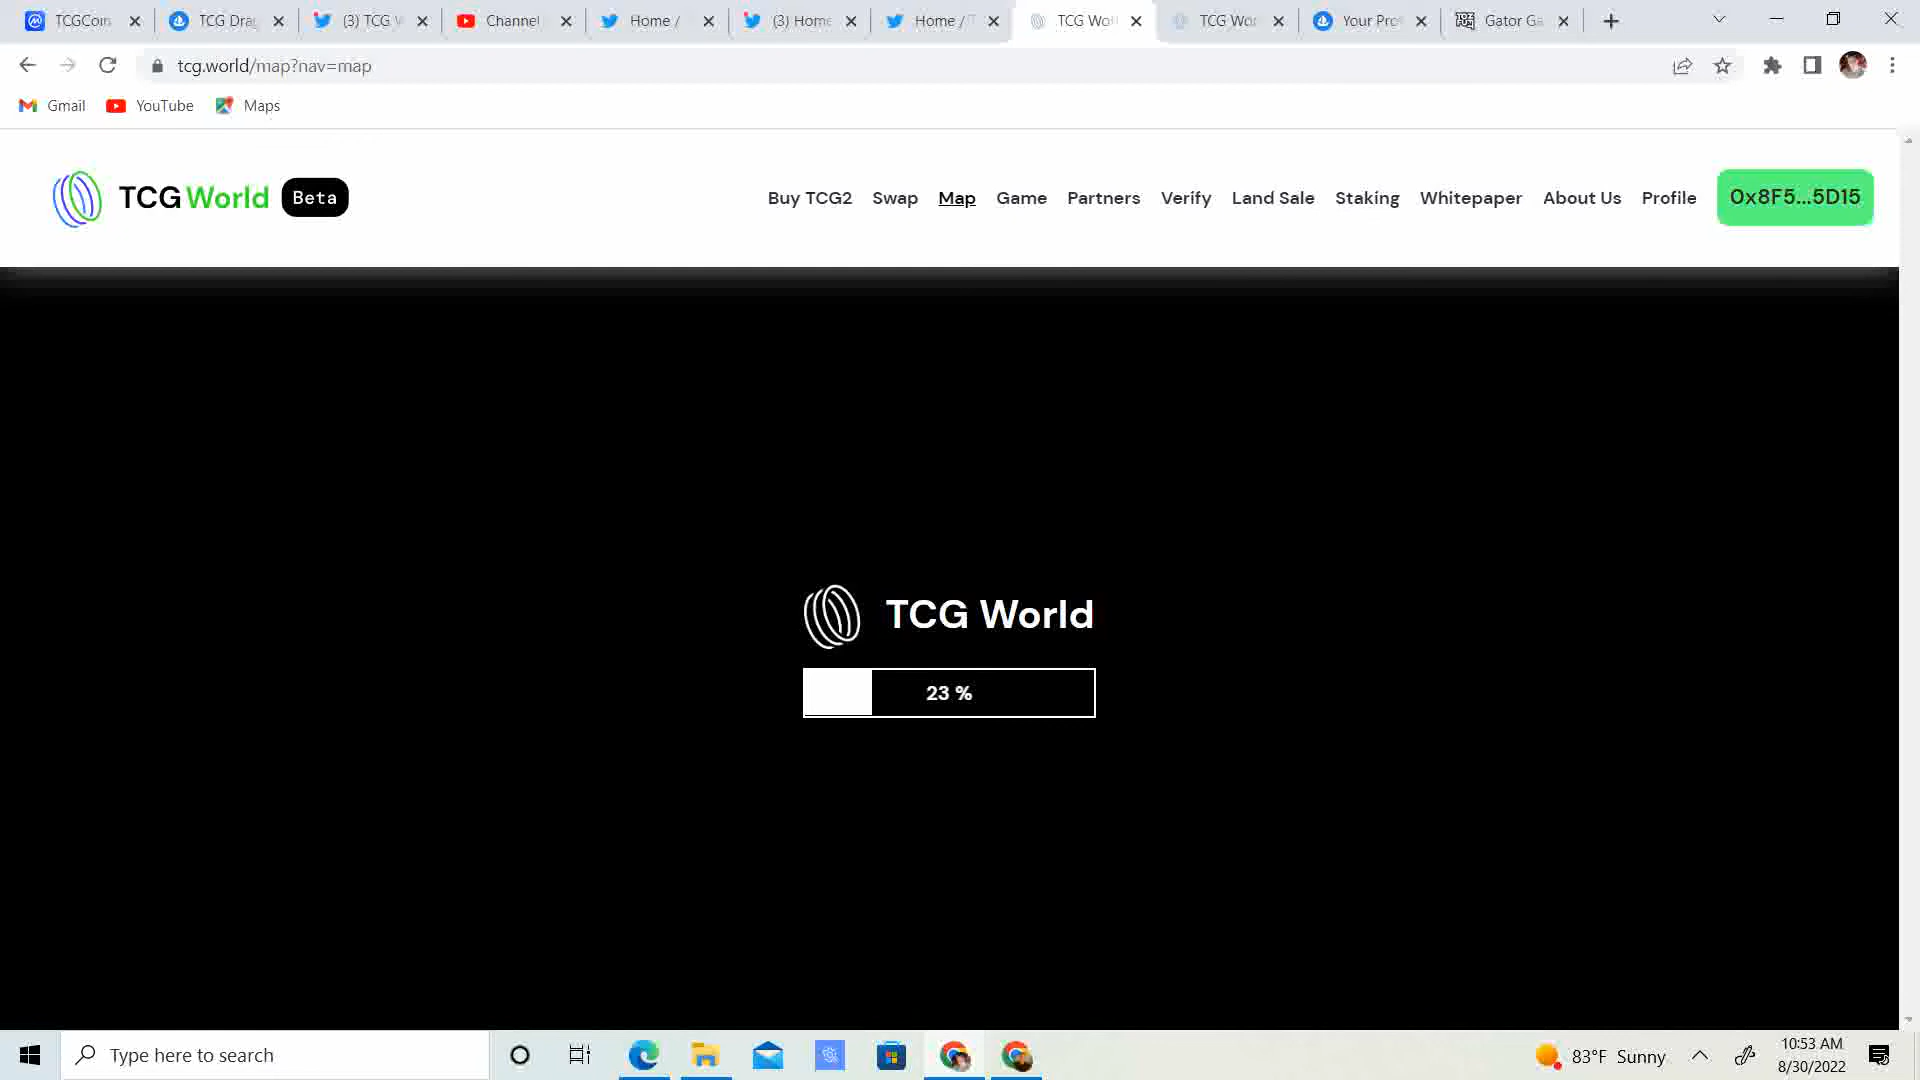 TCGCoin
TCG Drag
(3) TCG W
Channel
Home /
(3) Home
Home / T
TCG Worl
TCG Wor
Your Prof
Gator Ga
tcg.world/map?nav=map
Gmail
YouTube
Maps
TCG World
Beta
Buy TCG2
Swap
Map
Game
Partners
Verify
Land Sale
Staking
Whitepaper
About Us
Profile
0x8F5...5D15
TCG World
23 %
Type here to search
83°F Sunny
10:53 AM
8/30/2022